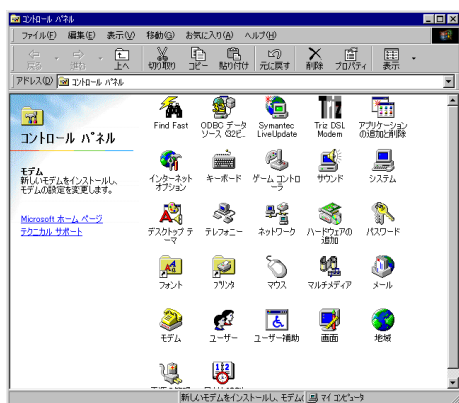 コントロール パネル
ファイル(F) 編集(E) 表示(V) 移動(G) お気に入り(A) ヘルプ(H)
戻る 進む 上へ 切り取り コピー 貼り付け 元に戻す 削除 プロパティ 表示
アドレス(D) コントロール パネル
コントロール パネル
モデム
新しいモデムをインストールし、
モデムの設定を変更します。
Microsoft ホーム ページ
テクニカル サポート
Find Fast
ODBC データ
ソース (32ビ...
Symantec
LiveUpdate
Triz DSL
Modem
アプリケーション
の追加と削除
インターネット
オプション
キーボード
ゲーム コントロ
ーラ
サウンド
システム
デスクトップ テ
ーマ
テレフォニー
ネットワーク
ハードウェアの
追加
パスワード
フォント
プリンタ
マウス
マルチメディア
メール
モデム
ユーザー
ユーザー補助
画面
地域
新しいモデムをインストールし、モデム(
マイ コンピュータ